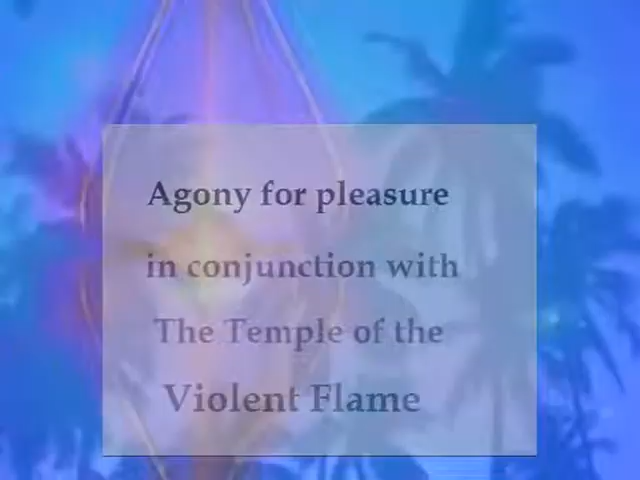 Agony for pleasure
in conjunction with
The Temple of the
Violent Flame